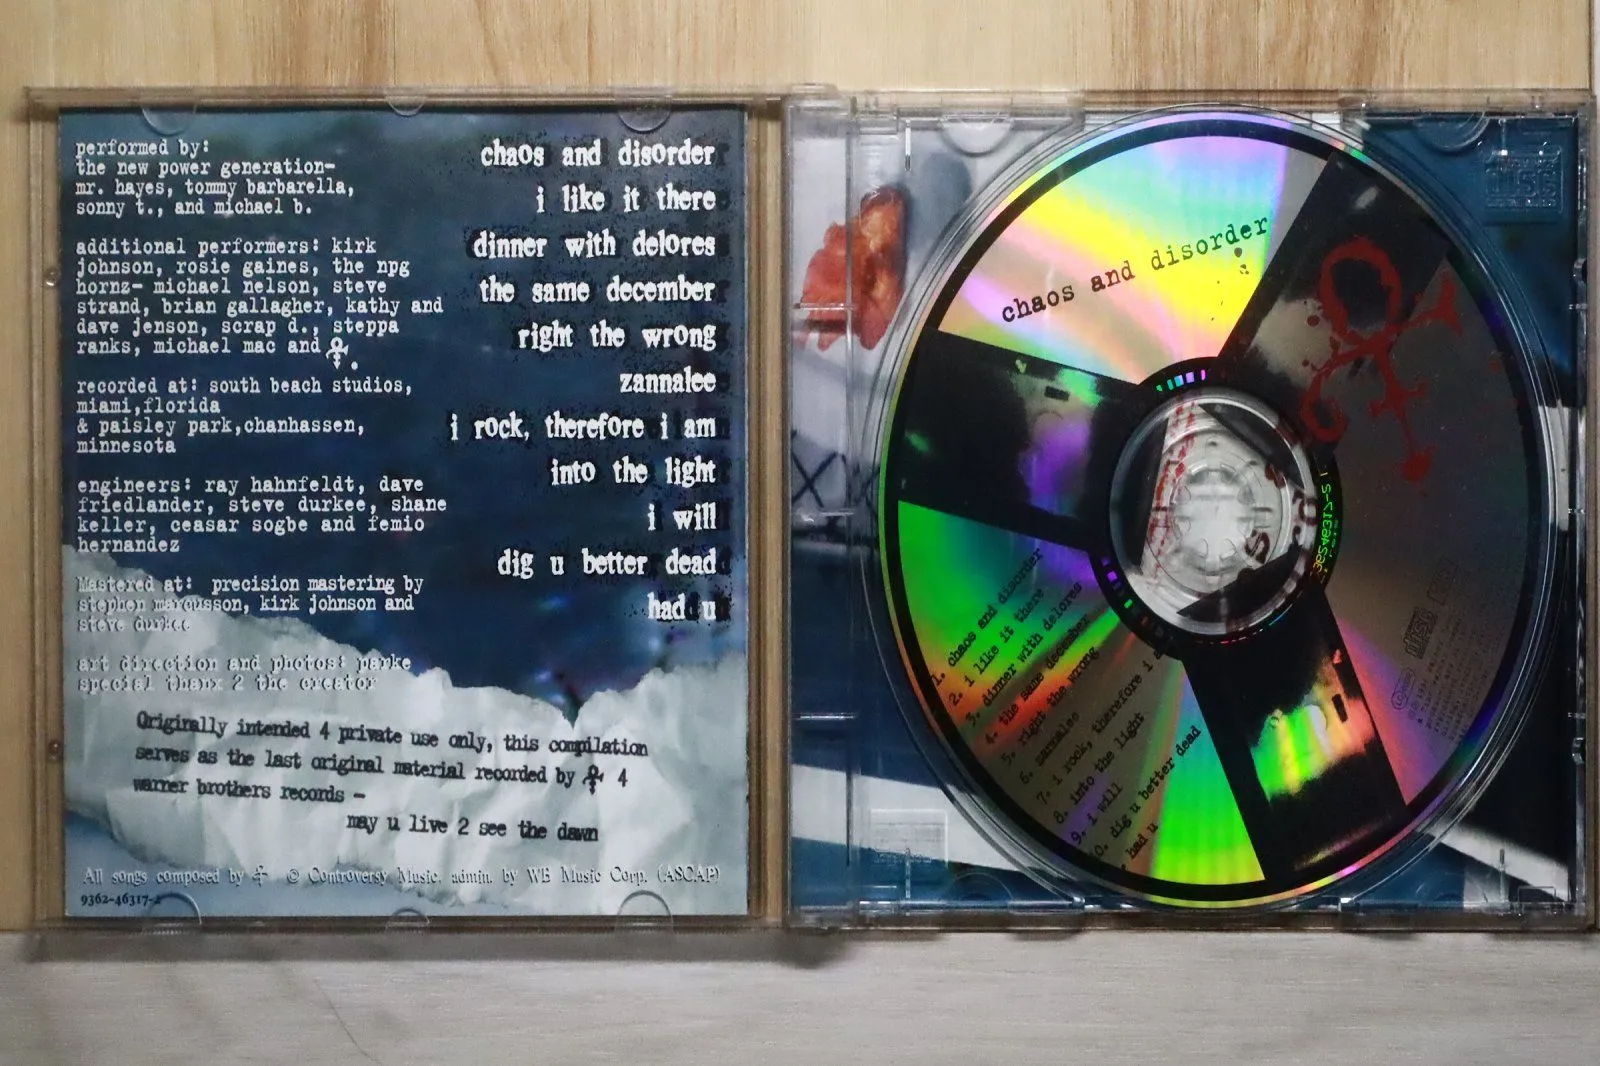 performed by:
the new power generation-
mr. hayes, tommy barbarella,
sonny t., and michael b.
additional performers: kirk
johnson, rosie gaines, the npg
hornz- michael nelson, steve
strand, brian gallagher, kathy and
dave jenson, scrap d., steppa
ranks, michael mac and
recorded at: south beach studios,
miami,florida
& paisley park,chanhassen,
minnesota
engineers: ray hahnfeldt, dave
friedlander, steve durkee, shane
keller, ceasar sogbe and femio
hernandez
Mastered at: precision mastering by
stephen marqusson, kirk johnson and
steve durkee
art direction and photos: parke
special thanx 2 the creator
chaos and disorder
i like it there
dinner with delores
the same december
right the wrong
zannalee
i rock, therefore i am
into the light
i will
dig u better dead
had u
Originally intended 4 private use only, this compilation
serves as the last original material recorded by 4
warner brothers records -
may u live 2 see the dawn
All songs composed by © Controversy Music, admin. by WB Music Corp. (ASCAP)
9362-46317-2
chaos and disorder
1. chaos and disorder
2. i like it there
3. dinner with delores
4. the same december
5. right the wrong
6. zannalee
7. i rock, therefore i a
8. into the light
9. i will
10. dig u better dead
had u